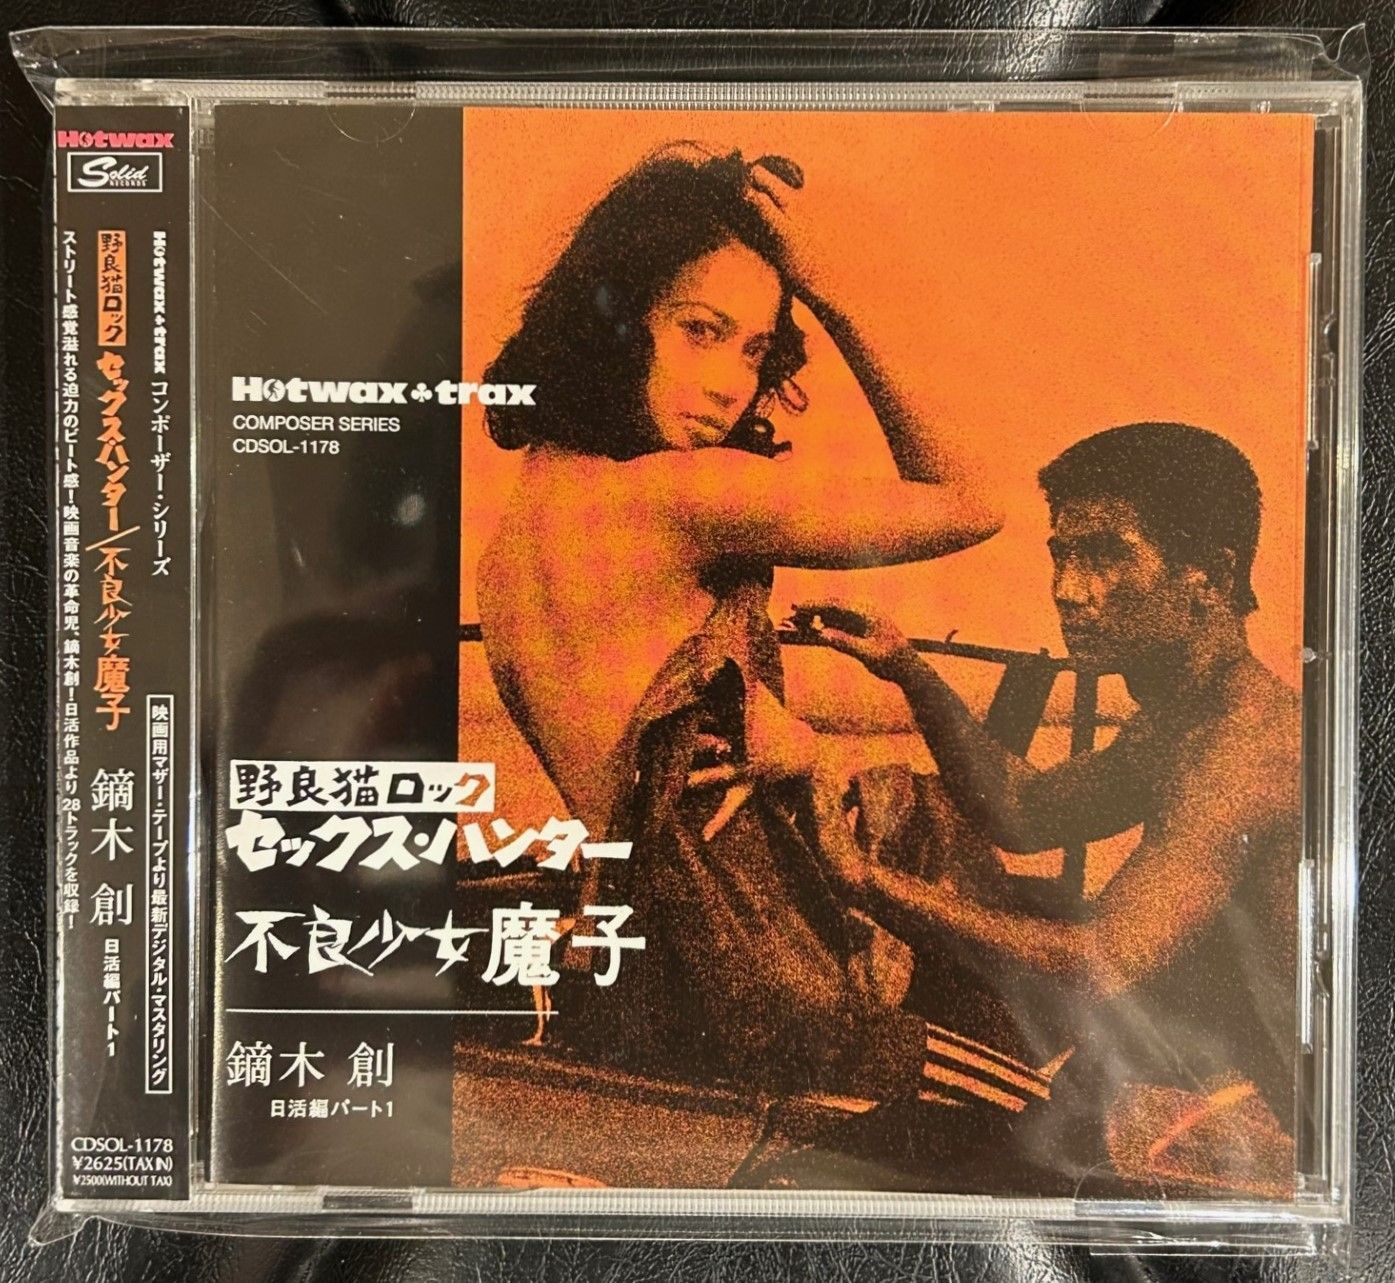 Hotwax
Solid
RECORDS
Hotwax+trax コンポーザー・シリーズ
映画用マザー・テープより最新デジタル・マスタリング
野良猫ロック セックス・ハンター/不良少女魔子 鏑木 創 日活編パート1
ストリート感覚溢れる迫力のビート感!映画音楽の革命児、鏑木創!日活作品より28トラックを収録!
CDSOL-1178
¥2625(TAX IN)
¥2500(WITHOUT TAX)
Hotwax♣trax
COMPOSER SERIES
CDSOL-1178
野良猫ロック
セックス・ハンター
不良少女魔子
鏑木 創
日活編パート1